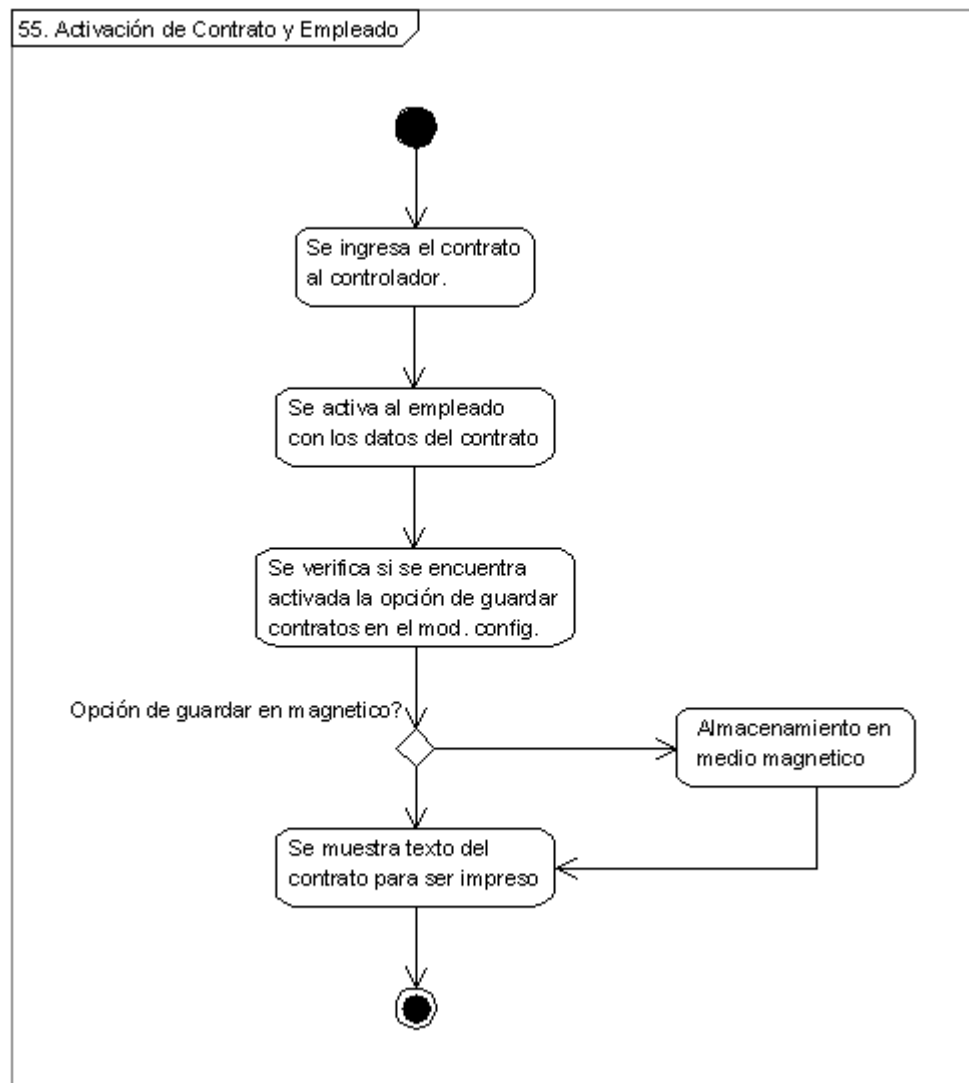 55. Activación de Contrato y Empleado
Se ingresa el contrato
al controlador.
Se activa al empleado
con los datos del contrato
Se verifica si se encuentra
activada la opción de guardar
contratos en el mod. config.
Opción de guardar en magnetico?
Almacenamiento en
medio magnetico
Se muestra texto del
contrato para ser impreso